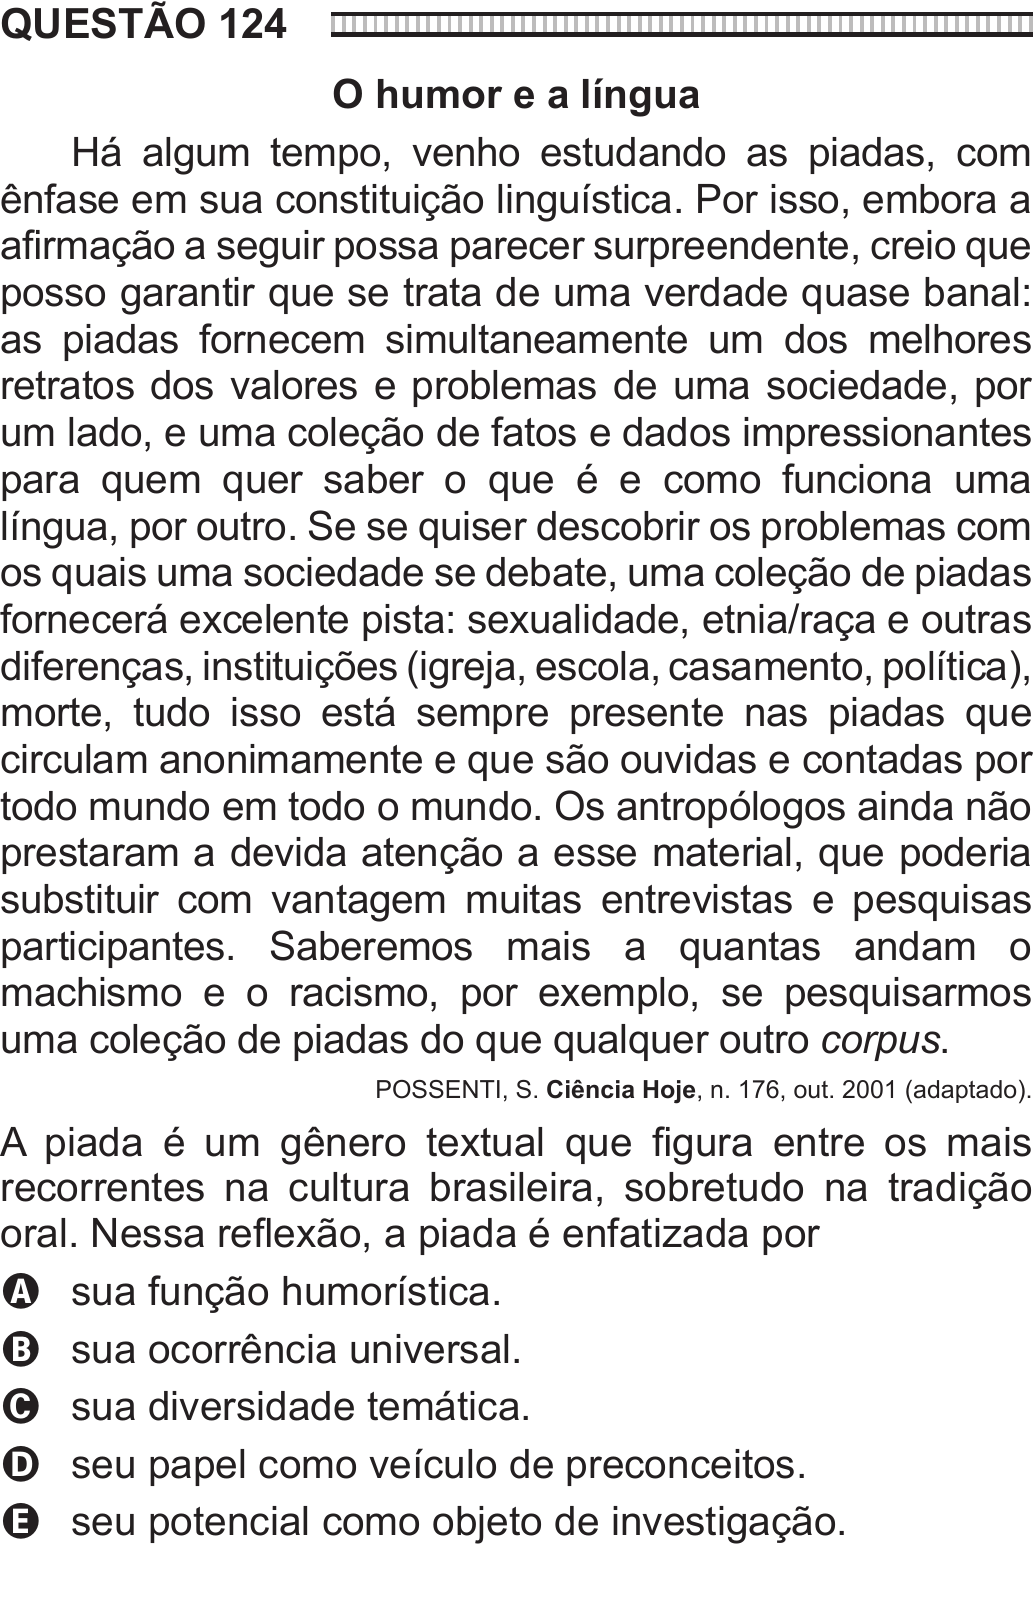 QUESTÃO 124
O humor e a língua
Há algum tempo, venho estudando as piadas, com
ênfase em sua constituição linguística. Por isso, embora a
afirmação a seguir possa parecer surpreendente, creio que
posso garantir que se trata de uma verdade quase banal:
as piadas fornecem simultaneamente um dos melhores
retratos dos valores e problemas de uma sociedade, por
um lado, e uma coleção de fatos e dados impressionantes
para quem quer saber o que é e como funciona uma
língua, por outro. Se se quiser descobrir os problemas com
os quais uma sociedade se debate, uma coleção de piadas
fornecerá excelente pista: sexualidade, etnia/raça e outras
diferenças, instituições (igreja, escola, casamento, política),
morte, tudo isso está sempre presente nas piadas que
circulam anonimamente e que são ouvidas e contadas por
todo mundo em todo o mundo. Os antropólogos ainda não
prestaram a devida atenção a esse material, que poderia
substituir com vantagem muitas entrevistas e pesquisas
participantes. Saberemos mais a quantas andam o
machismo e o racismo, por exemplo, se pesquisarmos
uma coleção de piadas do que qualquer outro corpus.
POSSENTI, S. Ciência Hoje, n. 176, out. 2001 (adaptado).
A piada é um gênero textual que figura entre os mais
recorrentes na cultura brasileira, sobretudo na tradição
oral. Nessa reflexão, a piada é enfatizada por
A sua função humorística.
B sua ocorrência universal.
C sua diversidade temática.
D seu papel como veículo de preconceitos.
E seu potencial como objeto de investigação.